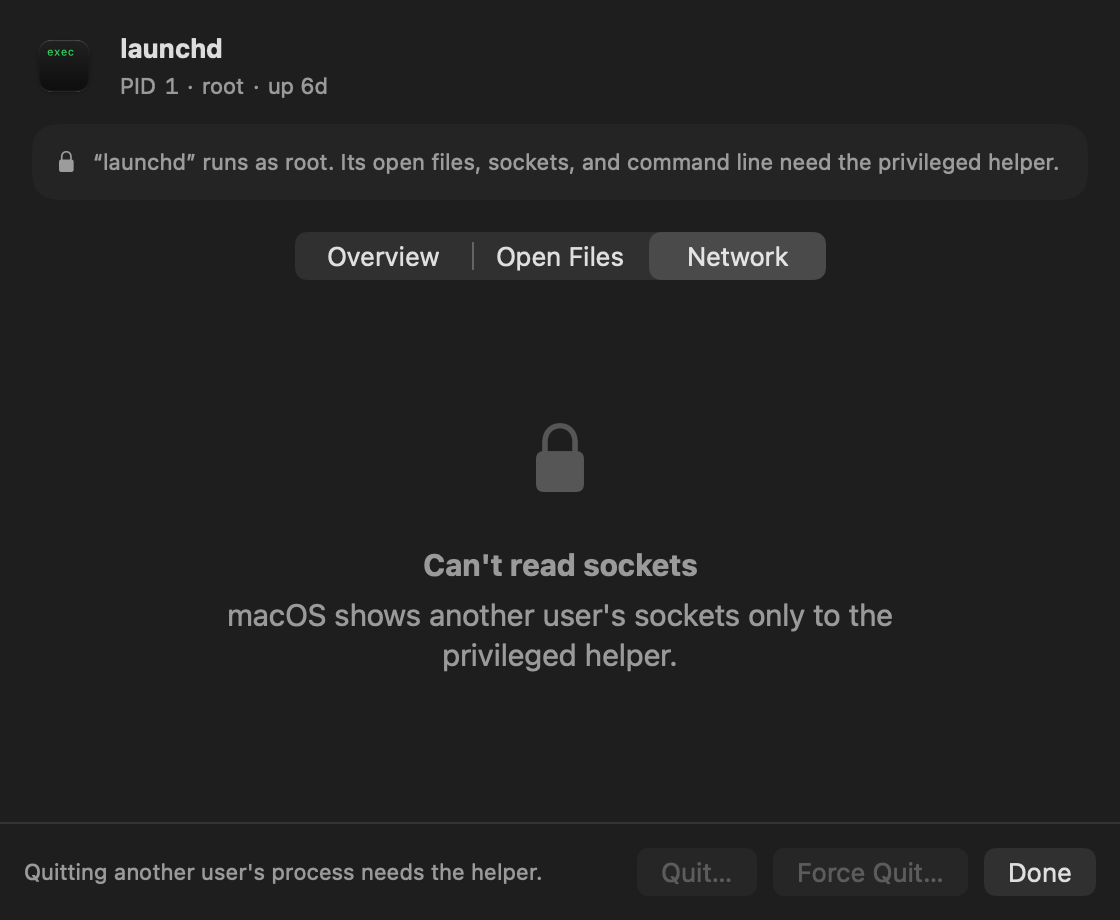 exec
launchd
PID 1 · root · up 6d
“launchd” runs as root. Its open files, sockets, and command line need the privileged helper.
Overview
Open Files
Network
Can't read sockets
macOS shows another user's sockets only to the
privileged helper.
Quitting another user's process needs the helper.
Quit...
Force Quit...
Done